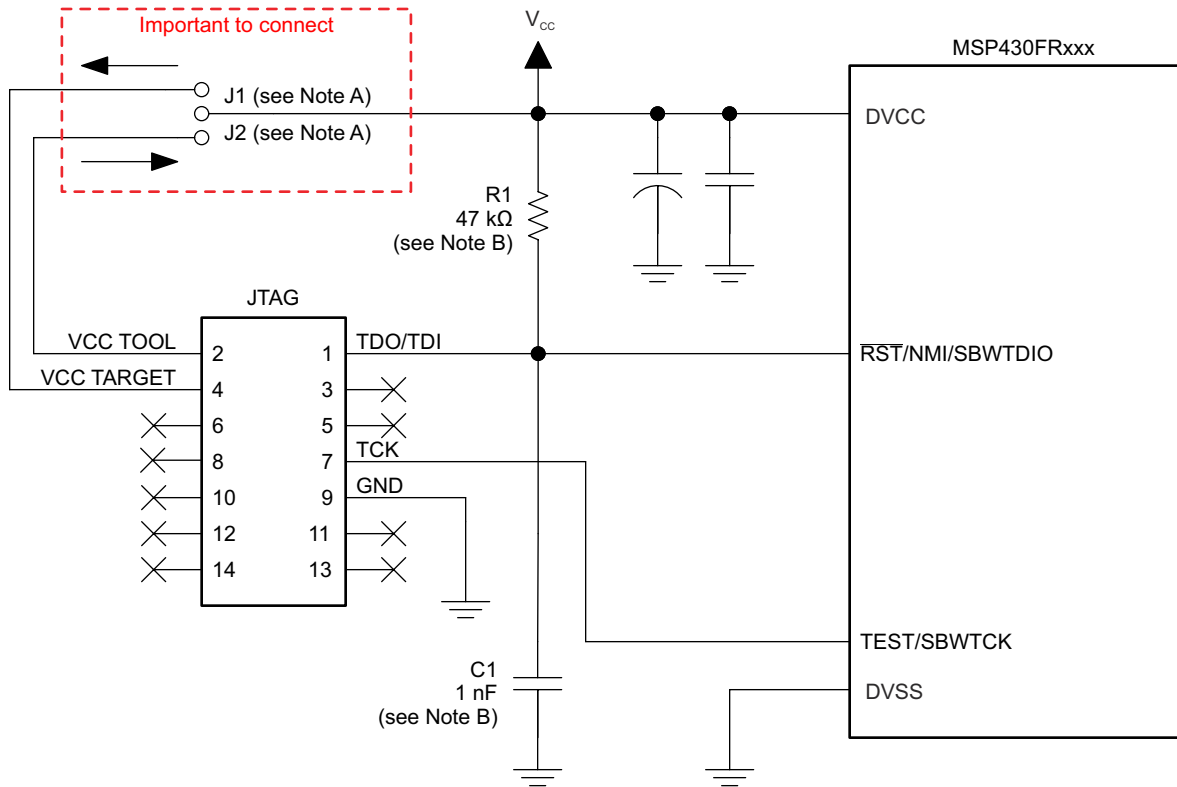 Important to connect
VCC
MSP430FRxxx
J1 (see Note A)
DVCC
J2 (see Note A)
R1
47 kΩ
(see Note B)
JTAG
VCC TOOL
2
1
TDO/TDI
RST/NMI/SBWTDIO
VCC TARGET
4
3
6
5
8
7
TCK
10
9
GND
12
11
14
13
TEST/SBWTCK
C1
1 nF
(see Note B)
DVSS